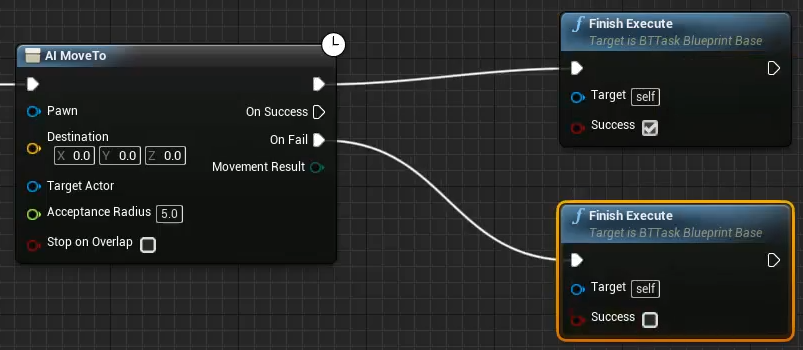 AI MoveTo
On Success
Pawn
On Fail
Destination
X 0.0 Y 0.0 Z 0.0
Movement Result
Target Actor
Acceptance Radius 5.0
Stop on Overlap
Finish Execute
Target is BTTask Blueprint Base
Target self
Success
Finish Execute
Target is BTTask Blueprint Base
Target self
Success